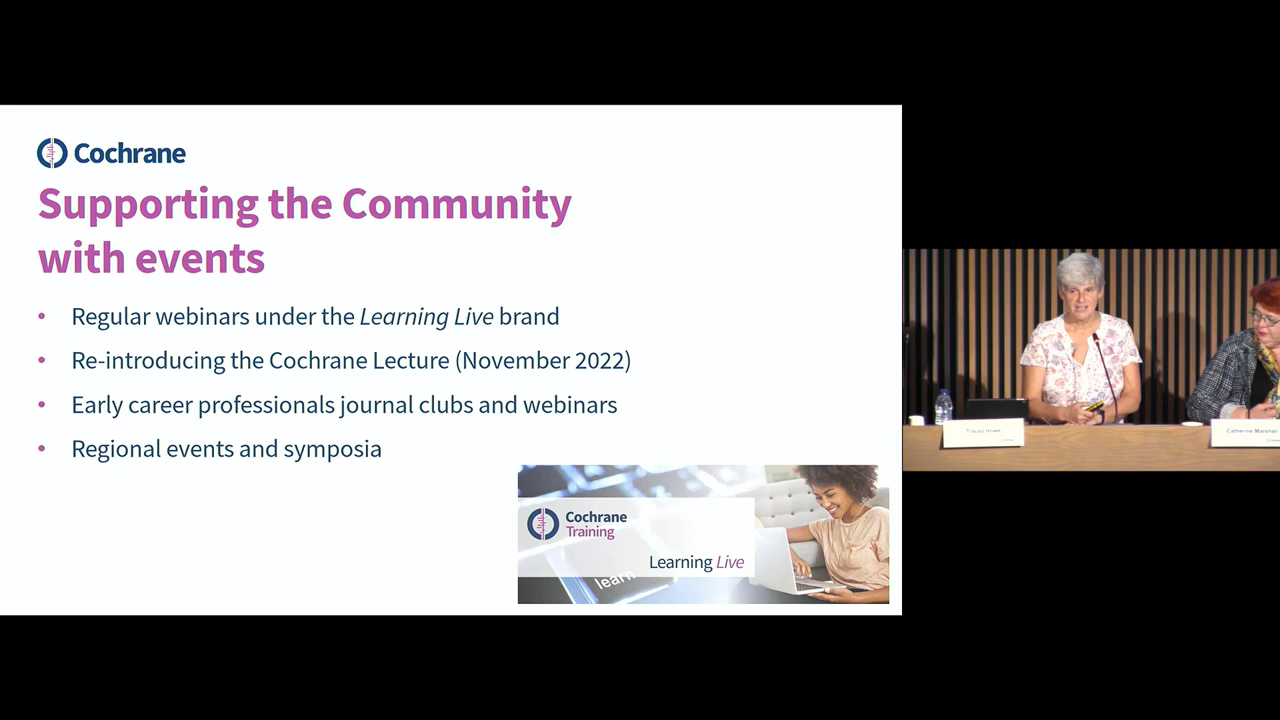 Cochrane
Supporting the Community
with events
• Regular webinars under the Learning Live brand
• Re-introducing the Cochrane Lecture (November 2022)
• Early career professionals journal clubs and webinars
• Regional events and symposia
Cochrane
Training
Learning Live
learn
Tracey Howe
Catherine Marshall